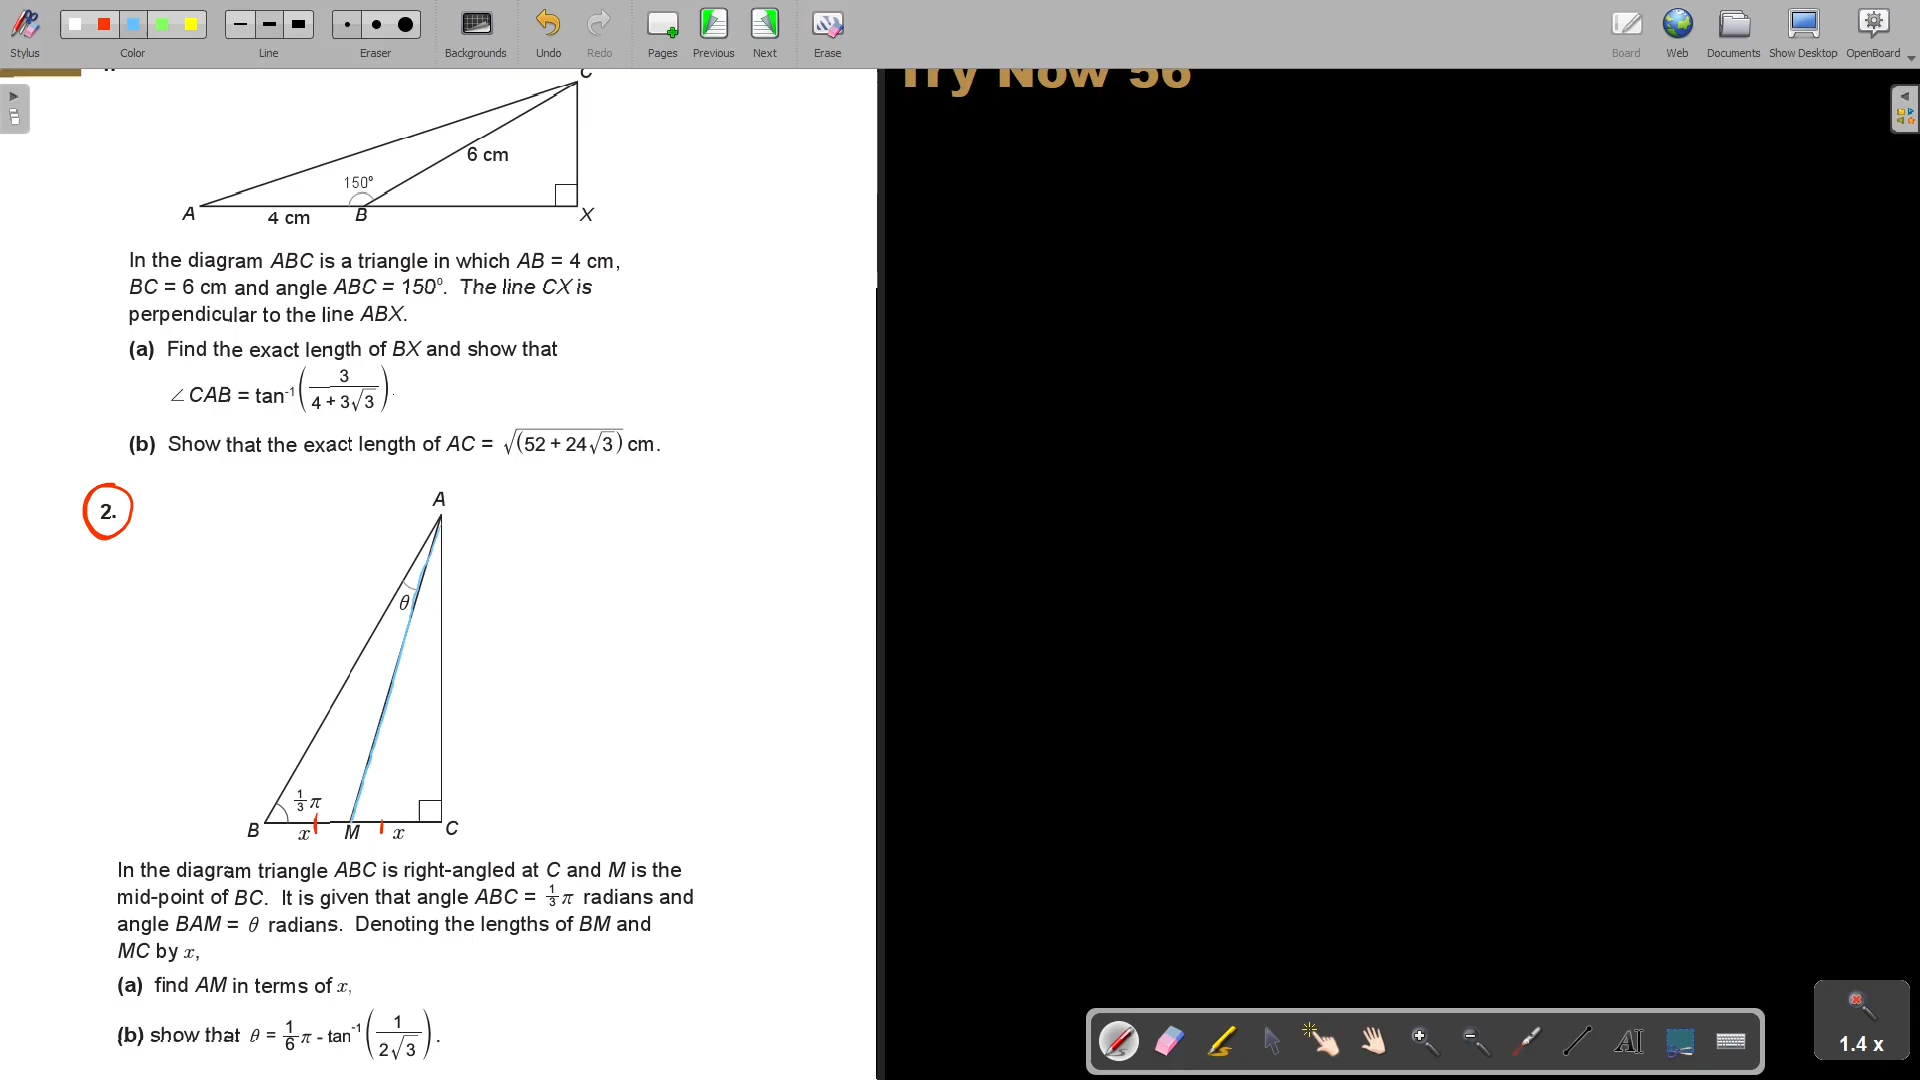 Stylus Color Line Eraser Backgrounds Undo Redo Pages Previous Next Erase Board Web Documents Show Desktop OpenBoard
Try Now 56
C
6 cm
150°
A 4 cm B X
In the diagram ABC is a triangle in which AB = 4 cm,
BC = 6 cm and angle ABC = 150°. The line CX is
perpendicular to the line ABX.
(a) Find the exact length of BX and show that
∠CAB = tan⁻¹(3/(4 + 3√3)).
(b) Show that the exact length of AC = √(52 + 24√3) cm.
2.
A
θ
1/3 π
B x M x C
In the diagram triangle ABC is right-angled at C and M is the
mid-point of BC. It is given that angle ABC = 1/3 π radians and
angle BAM = θ radians. Denoting the lengths of BM and
MC by x,
(a) find AM in terms of x,
(b) show that θ = 1/6 π - tan⁻¹(1/(2√3)).
AI
1.4 x